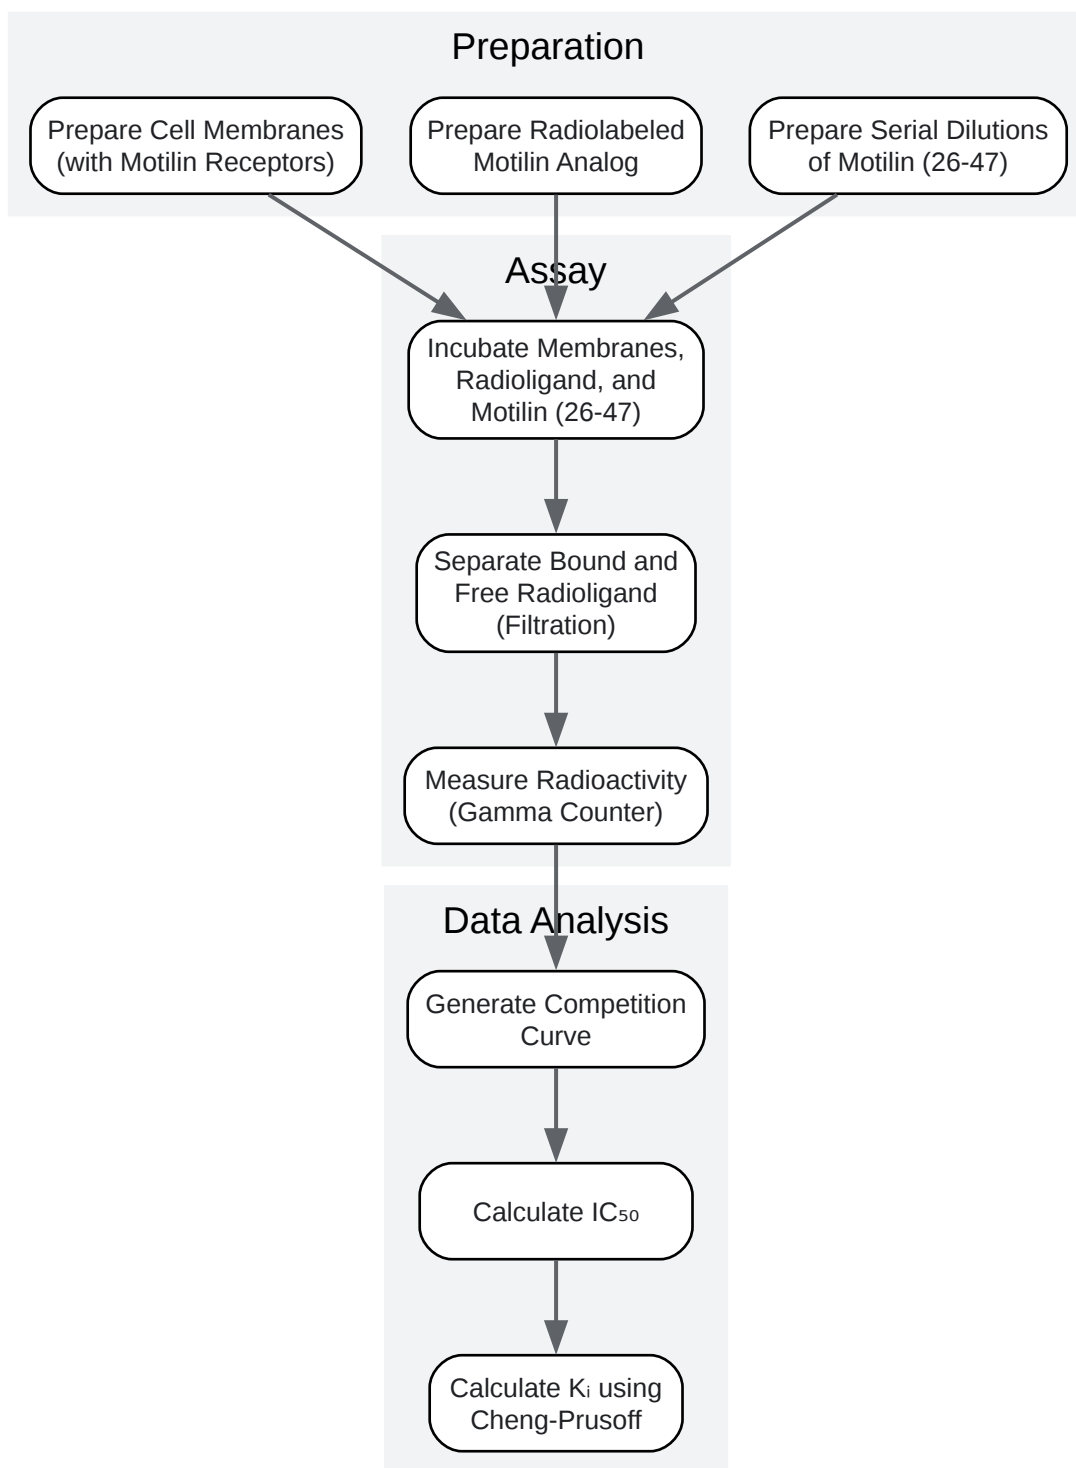 Preparation
Prepare Cell Membranes
(with Motilin Receptors)
Prepare Radiolabeled
Motilin Analog
Prepare Serial Dilutions
of Motilin (26-47)
Assay
Incubate Membranes,
Radioligand, and
Motilin (26-47)
Separate Bound and
Free Radioligand
(Filtration)
Measure Radioactivity
(Gamma Counter)
Data Analysis
Generate Competition
Curve
Calculate IC₅₀
Calculate Kᵢ using
Cheng-Prusoff